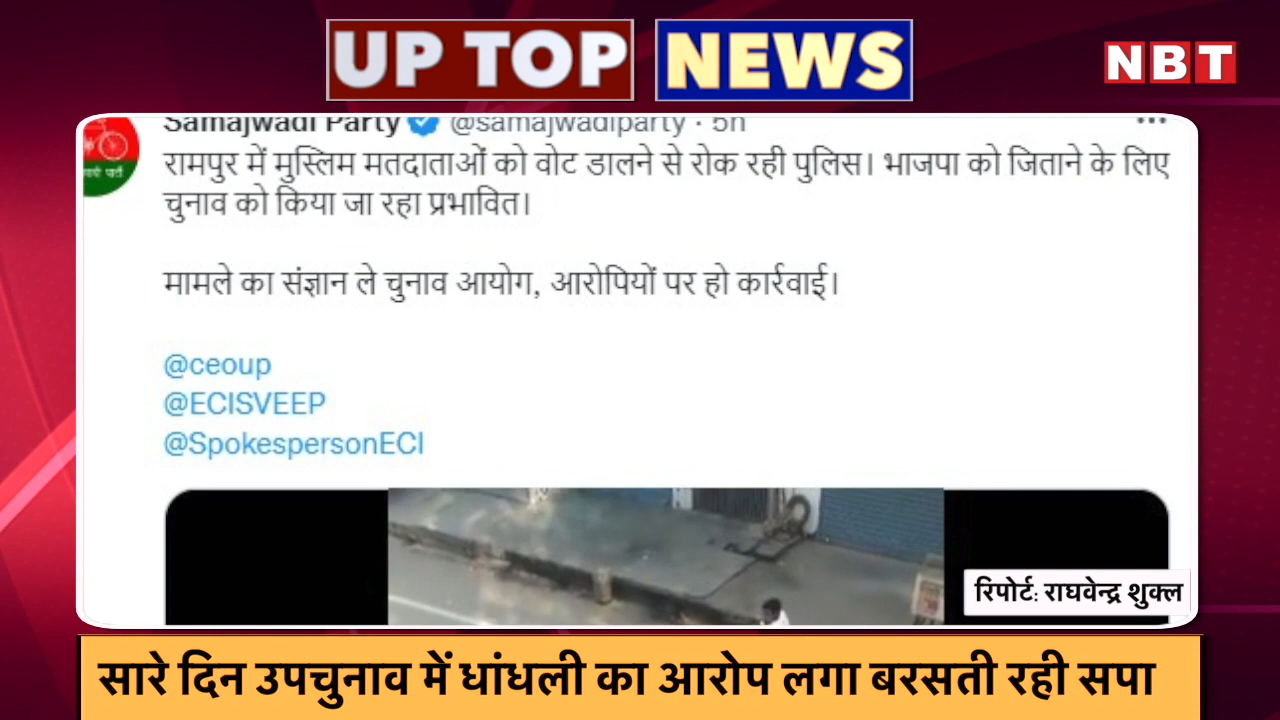 UP TOP NEWS
NBT
Samajwadi Party @samajwadiparty · 5h
रामपुर में मुस्लिम मतदाताओं को वोट डालने से रोक रही पुलिस। भाजपा को जिताने के लिए
चुनाव को किया जा रहा प्रभावित।
मामले का संज्ञान ले चुनाव आयोग, आरोपियों पर हो कार्रवाई।
@ceoup
@ECISVEEP
@SpokespersonECI
रिपोर्ट: राघवेन्द्र शुक्ल
सारे दिन उपचुनाव में धांधली का आरोप लगा बरसती रही सपा